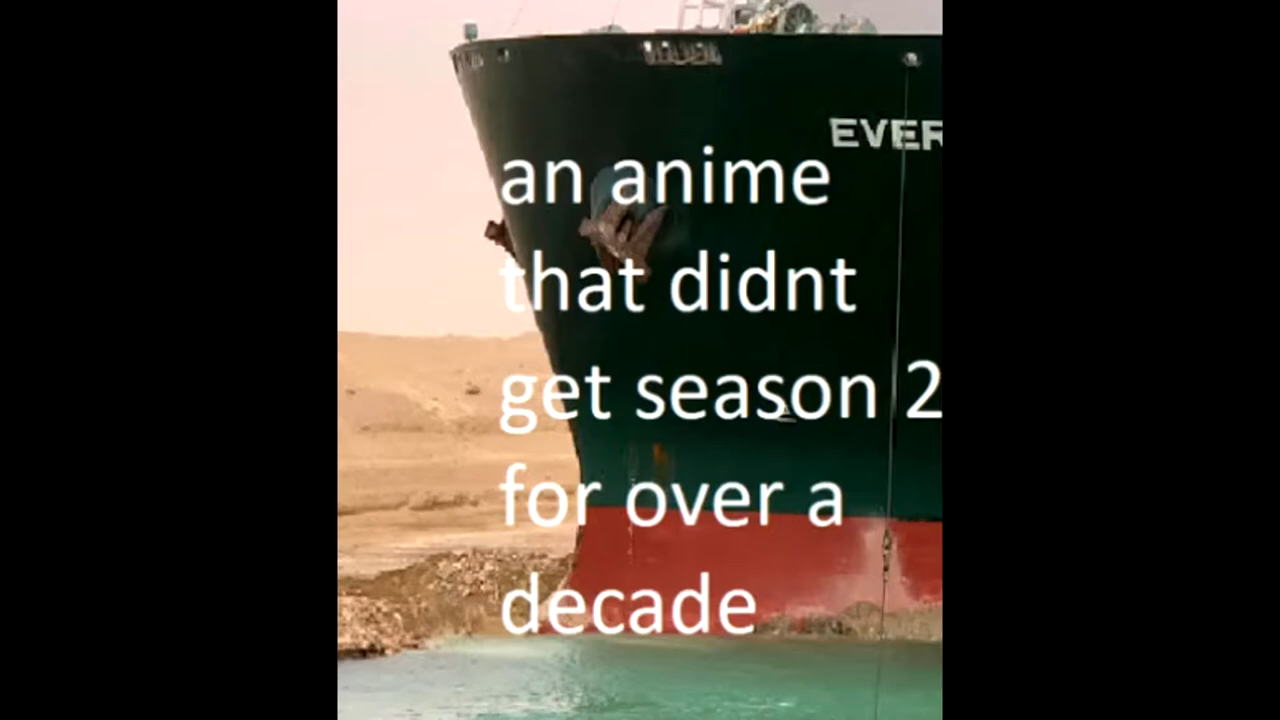 EVER
an anime
that didnt
get season 2
for over a
decade